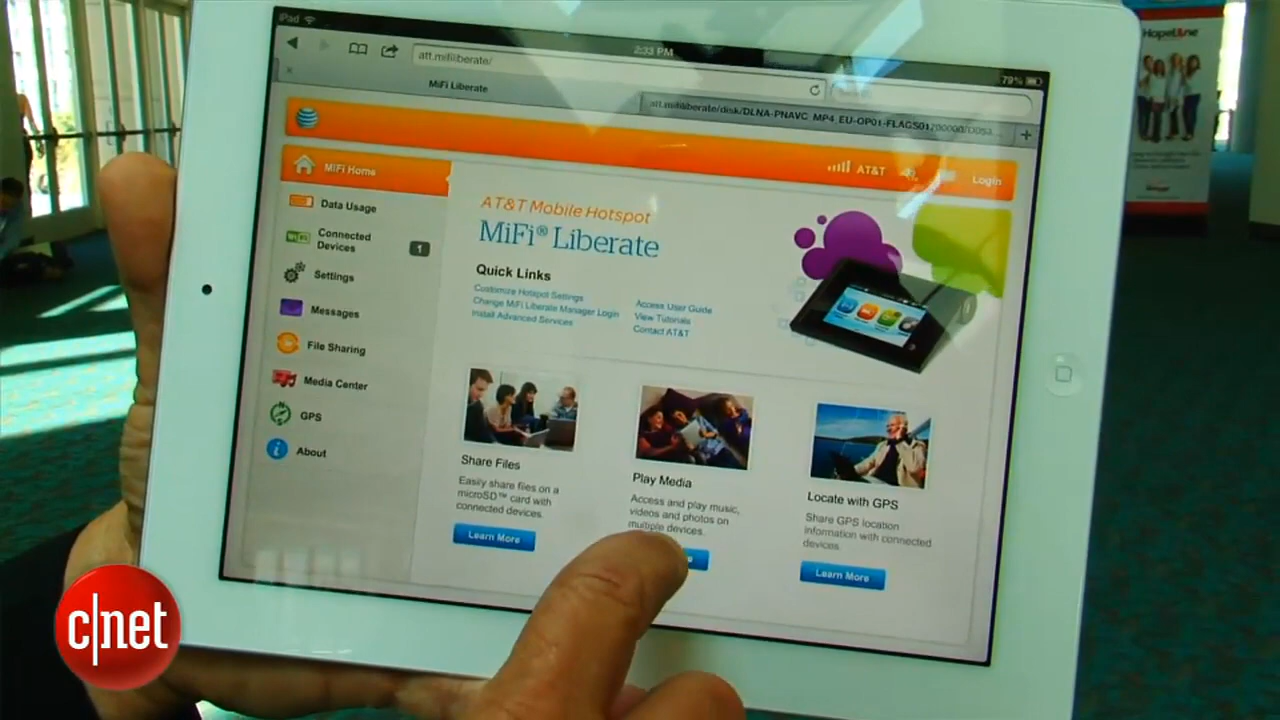 iPad
2:33 PM
79%
att.mifiliberate/
MiFi Liberate
AT&T
Login
MiFi Home
Data Usage
Connected
Devices
1
Settings
Messages
File Sharing
Media Center
GPS
About
AT&T Mobile Hotspot
MiFi® Liberate
Quick Links
Customize Hotspot Settings
Change MiFi Liberate Manager Login
Install Advanced Services
Access User Guide
View Tutorials
Contact AT&T
Share Files
Easily share files on a
microSD™ card with
connected devices.
Learn More
Play Media
Access and play music,
videos and photos on
multiple devices.
Locate with GPS
Share GPS location
information with connected
devices.
Learn More
HopeLine
c|net